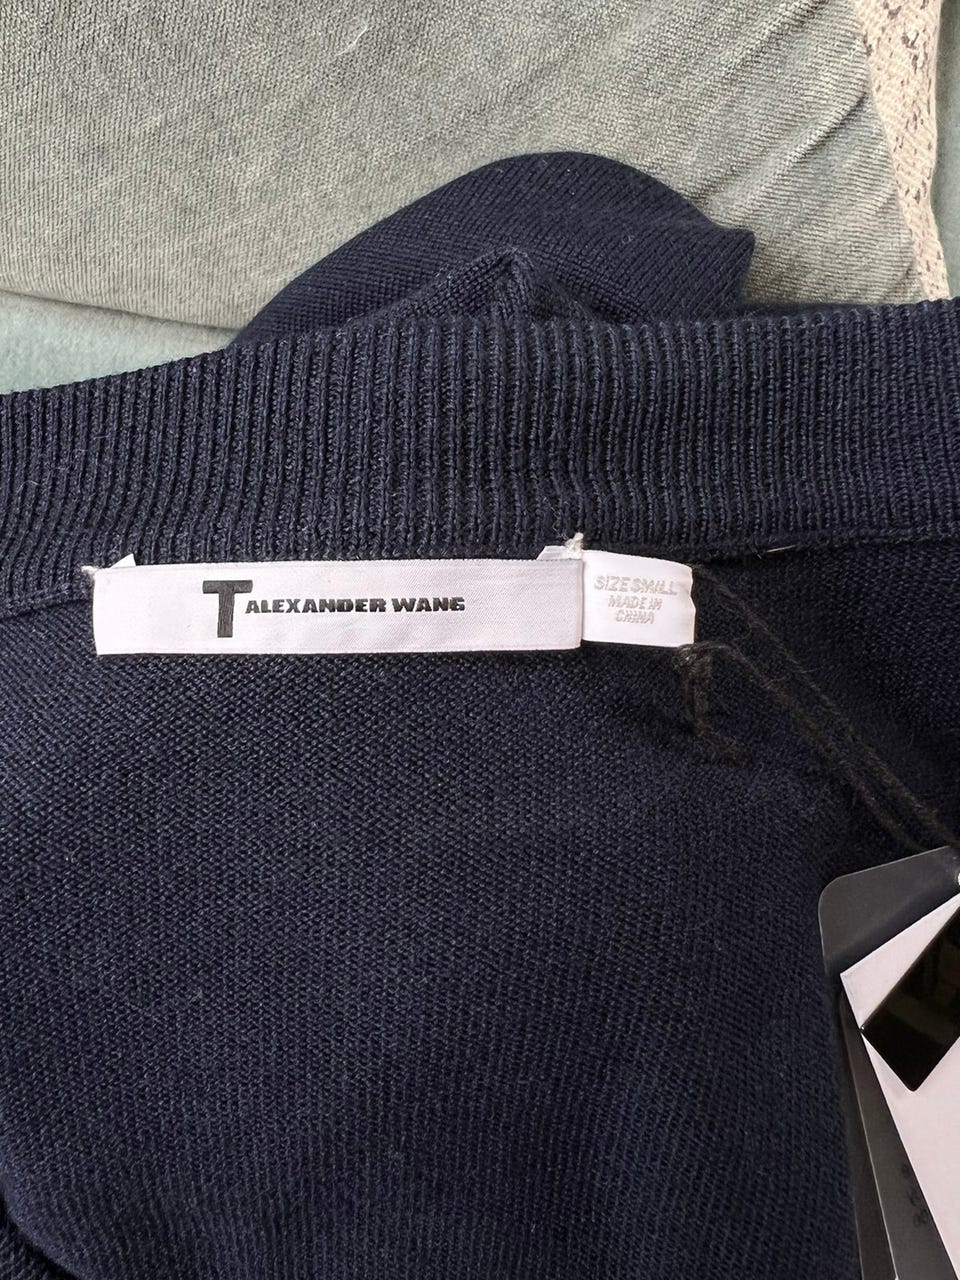 T ALEXANDER WANG
SIZE SMALL
MADE IN
CHINA